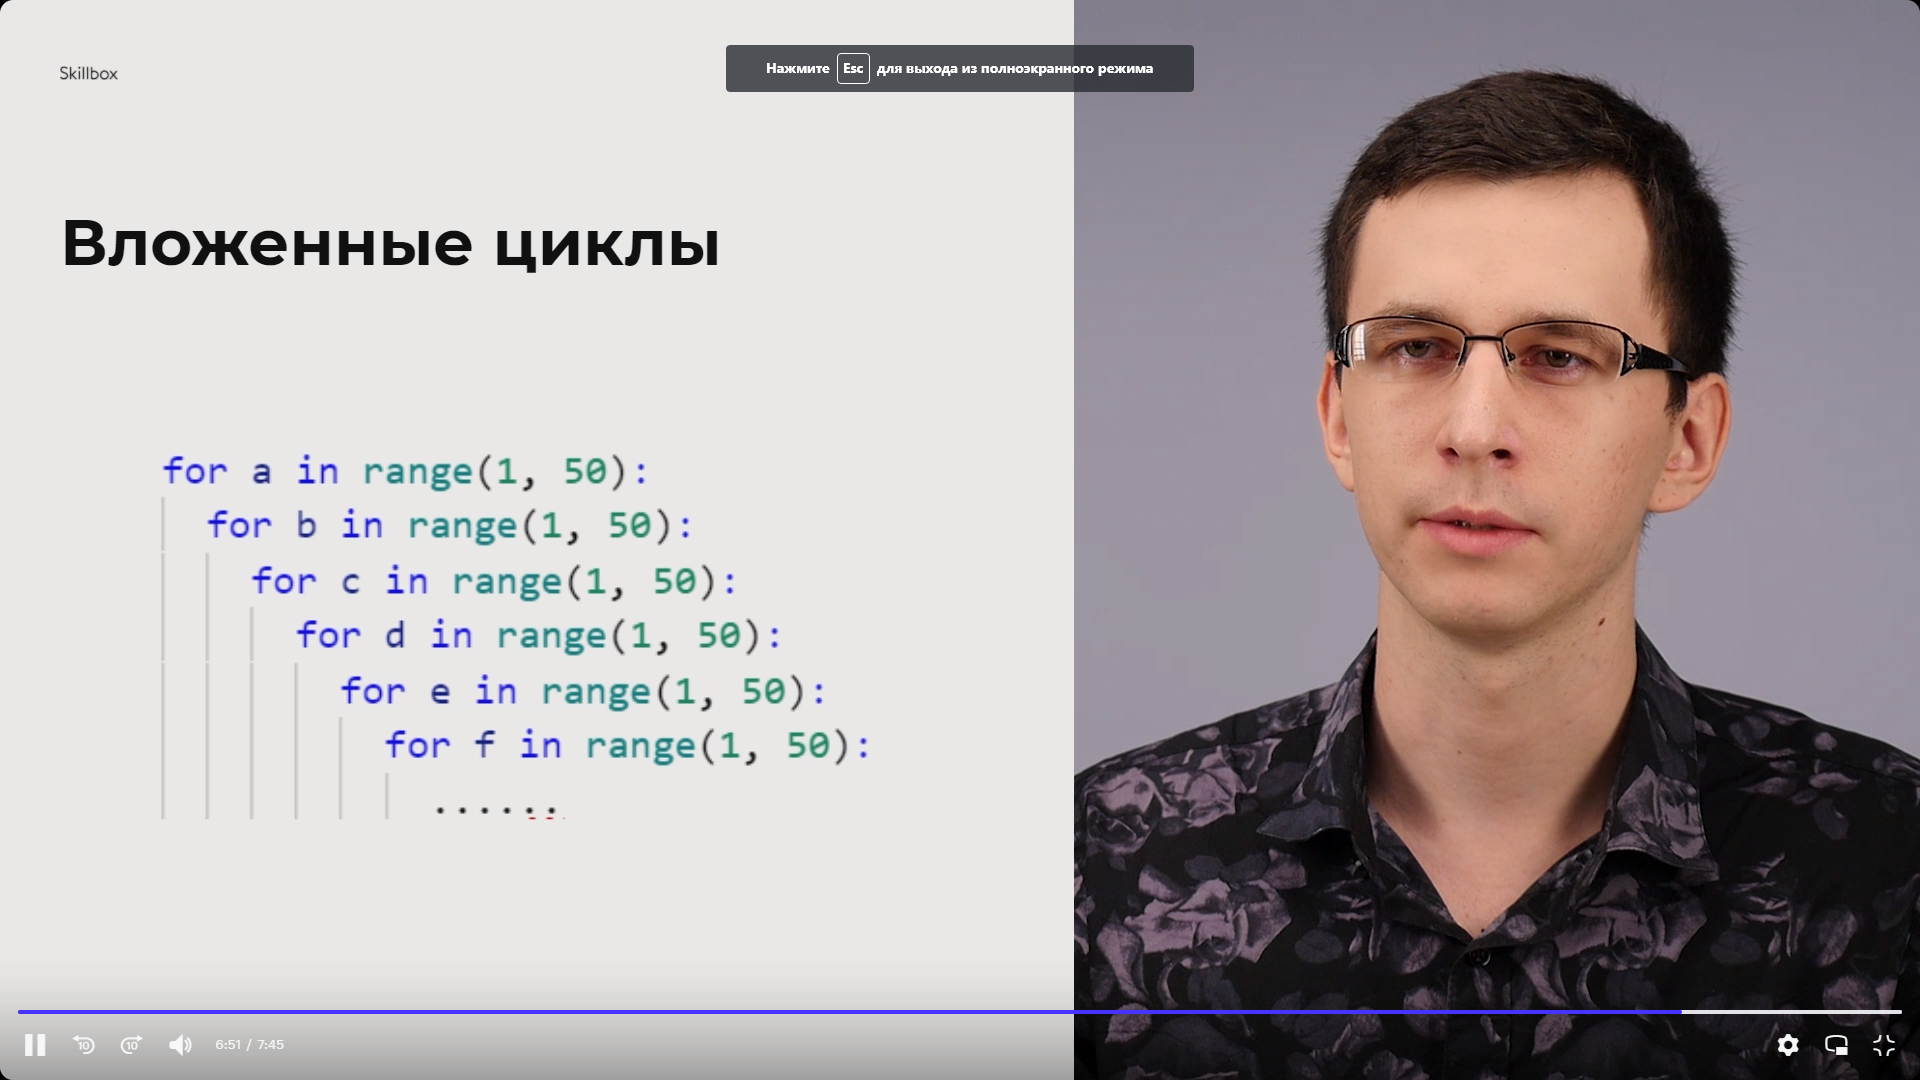 Skillbox
Нажмите Esc для выхода из полноэкранного режима
Вложенные циклы
for a in range(1, 50):
for b in range(1, 50):
for c in range(1, 50):
for d in range(1, 50):
for e in range(1, 50):
for f in range(1, 50):
......
10
10
6:51 / 7:45